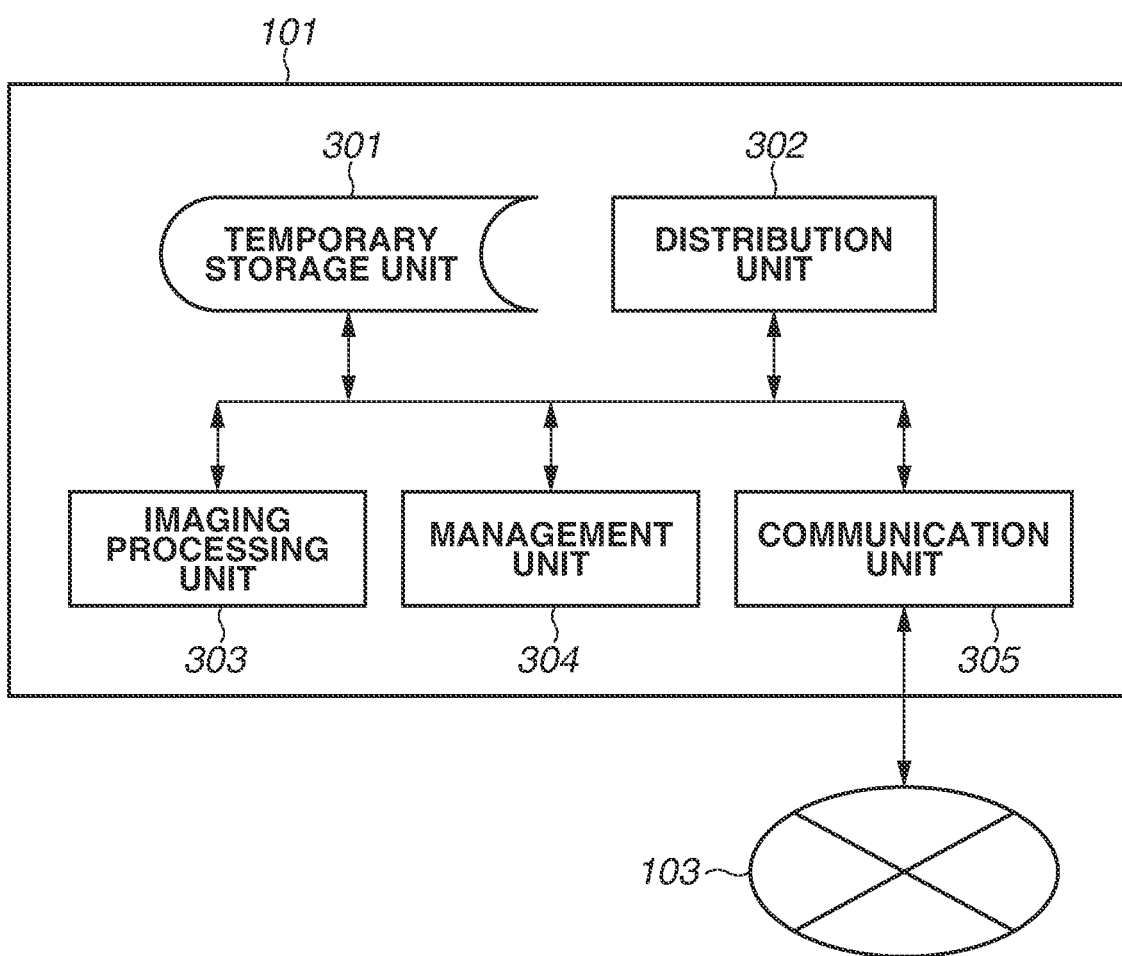 101
301
302
TEMPORARY
STORAGE UNIT
DISTRIBUTION
UNIT
IMAGING
PROCESSING
UNIT
MANAGEMENT
UNIT
COMMUNICATION
UNIT
303
304
305
103